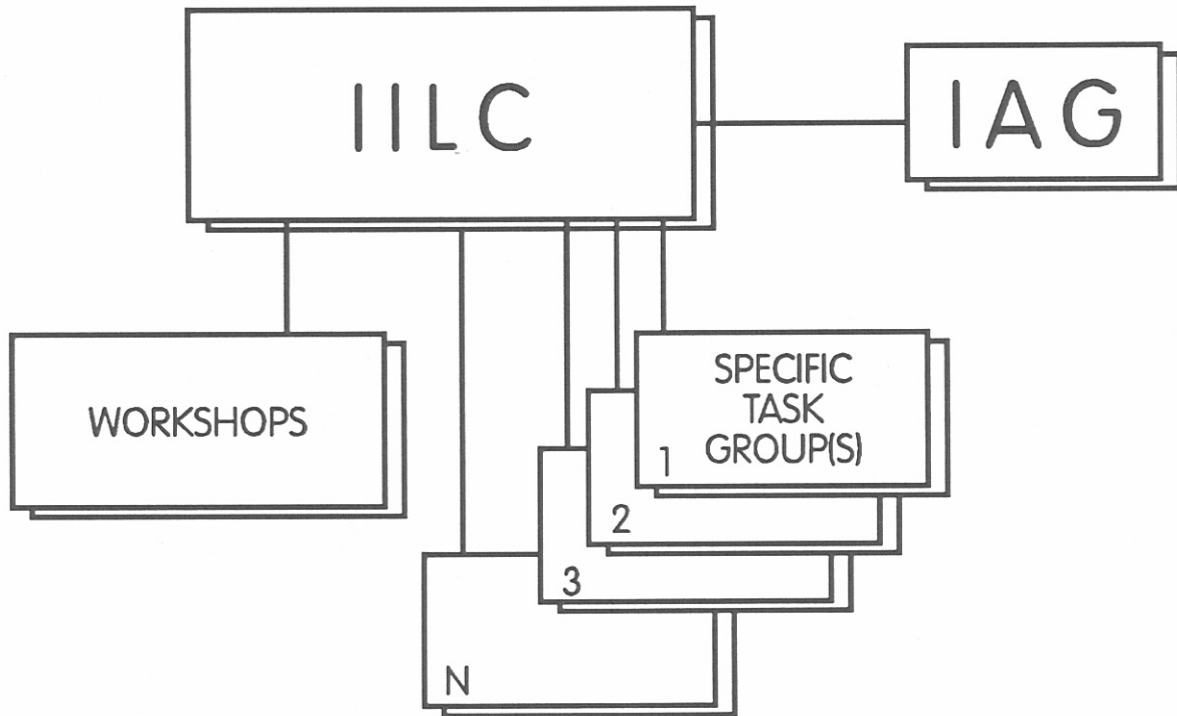 IILC
IAG
WORKSHOPS
SPECIFIC
TASK
GROUP(S)
1
2
3
N